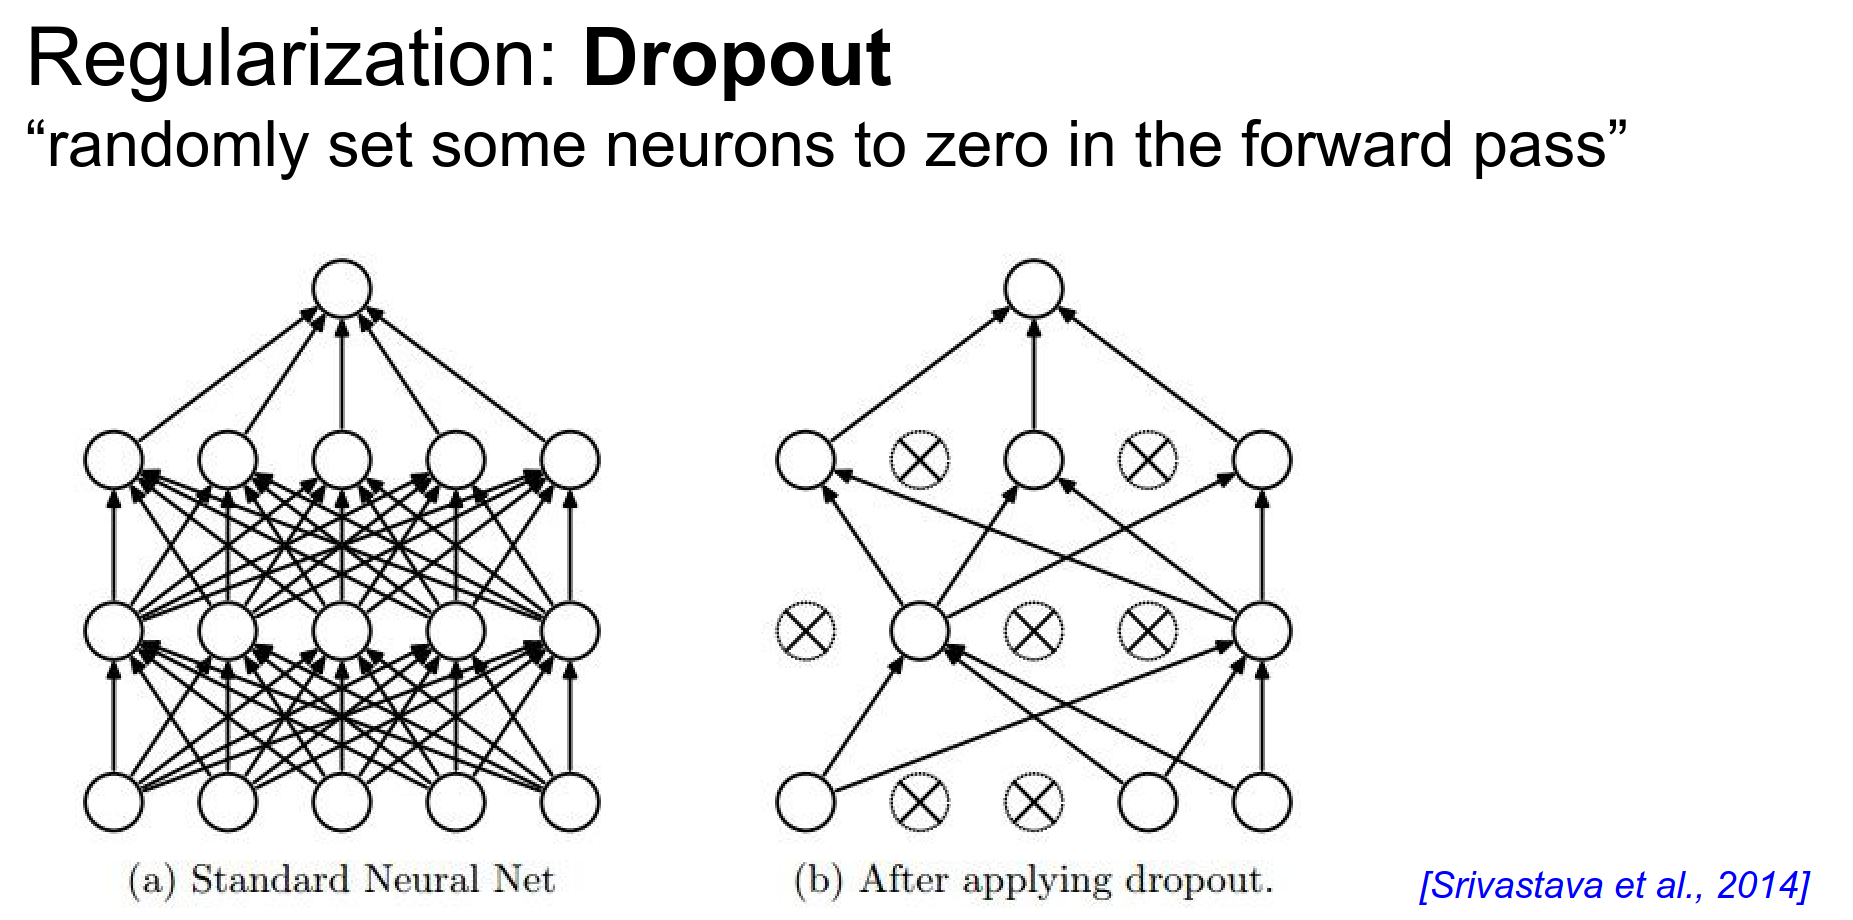 Regularization: Dropout
“randomly set some neurons to zero in the forward pass”
(a) Standard Neural Net
(b) After applying dropout.
[Srivastava et al., 2014]